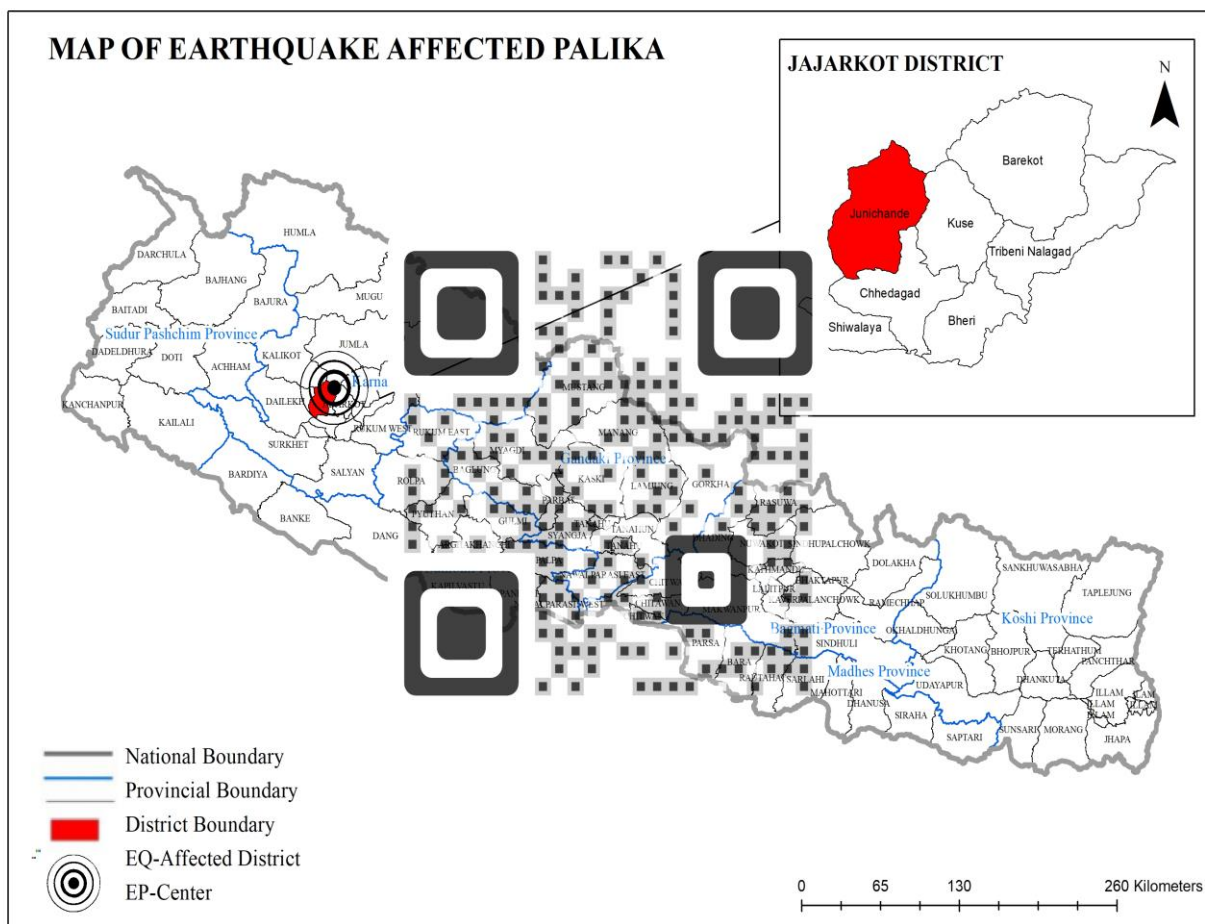 MAP OF EARTHQUAKE AFFECTED PALIKA
JAJARKOT DISTRICT
N
Barekot
Junichande
Kuse
Tribeni Nalagad
Chhedagad
Shiwalaya
Bheri
HUMLA
DARCHULA
BAJHANG
BAJURA
MUGU
BAITADI
Sudur Pashchim Province
DADELDHURA
DOTI
ACCHAM
KALIKOT
JUMLA
Karna
KANCHANPUR
KAILALI
DAILEKH
RUKUM WEST
RUKUM EAST
SURKHET
SALYAN
BARDIYA
BANKE
ROLPA
DANG
MUSTANG
MANANG
MYAGDI
Gandaki Province
KASKI
LAMJUNG
GORKHA
RASUWA
GULMI
SYANGJA
DOLAKHA
SANKHUWASABHA
TAPLEJUNG
SOLUKHUMBU
RAMECHHAP
BHAKTAPUR
LALITPUR
MAKWANPUR
Bagmati Province
OKHALDHUNGA
Koshi Province
SINDHULI
KHOTANG
BHOJPUR
TERHATHUM
PANCHTHAR
PARSA
BARA
SARLAHI
Madhes Province
MAHOTTARI
DHANUSA
UDAYAPUR
DHANKUTA
ILLAM
SIRAHA
SAPTARI
SUNSARI
MORANG
JHAPA
National Boundary
Provincial Boundary
District Boundary
EQ-Affected District
EP-Center
0 65 130 260 Kilometers